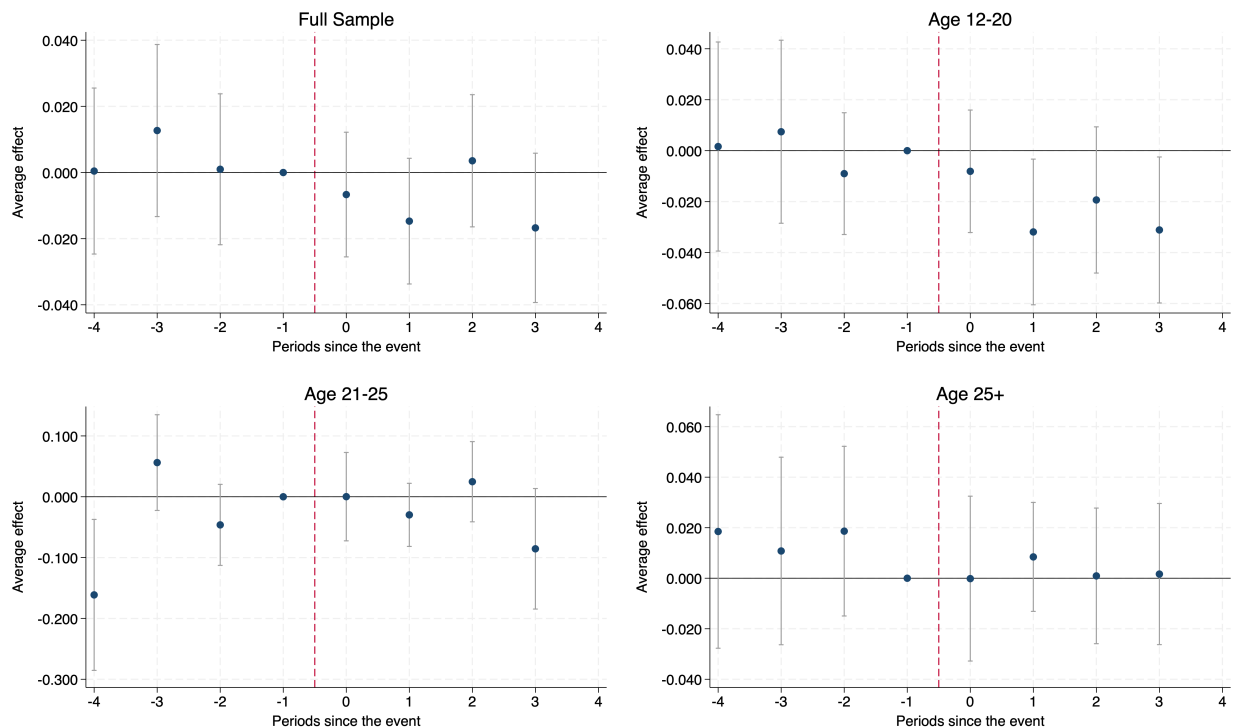 Full Sample
Average effect
0.040
0.020
0.000
-0.020
-0.040
-4 -3 -2 -1 0 1 2 3 4
Periods since the event
Age 12-20
Average effect
0.040
0.020
0.000
-0.020
-0.040
-0.060
-4 -3 -2 -1 0 1 2 3 4
Periods since the event
Age 21-25
Average effect
0.100
0.000
-0.100
-0.200
-0.300
-4 -3 -2 -1 0 1 2 3 4
Periods since the event
Age 25+
Average effect
0.060
0.040
0.020
0.000
-0.020
-0.040
-4 -3 -2 -1 0 1 2 3 4
Periods since the event